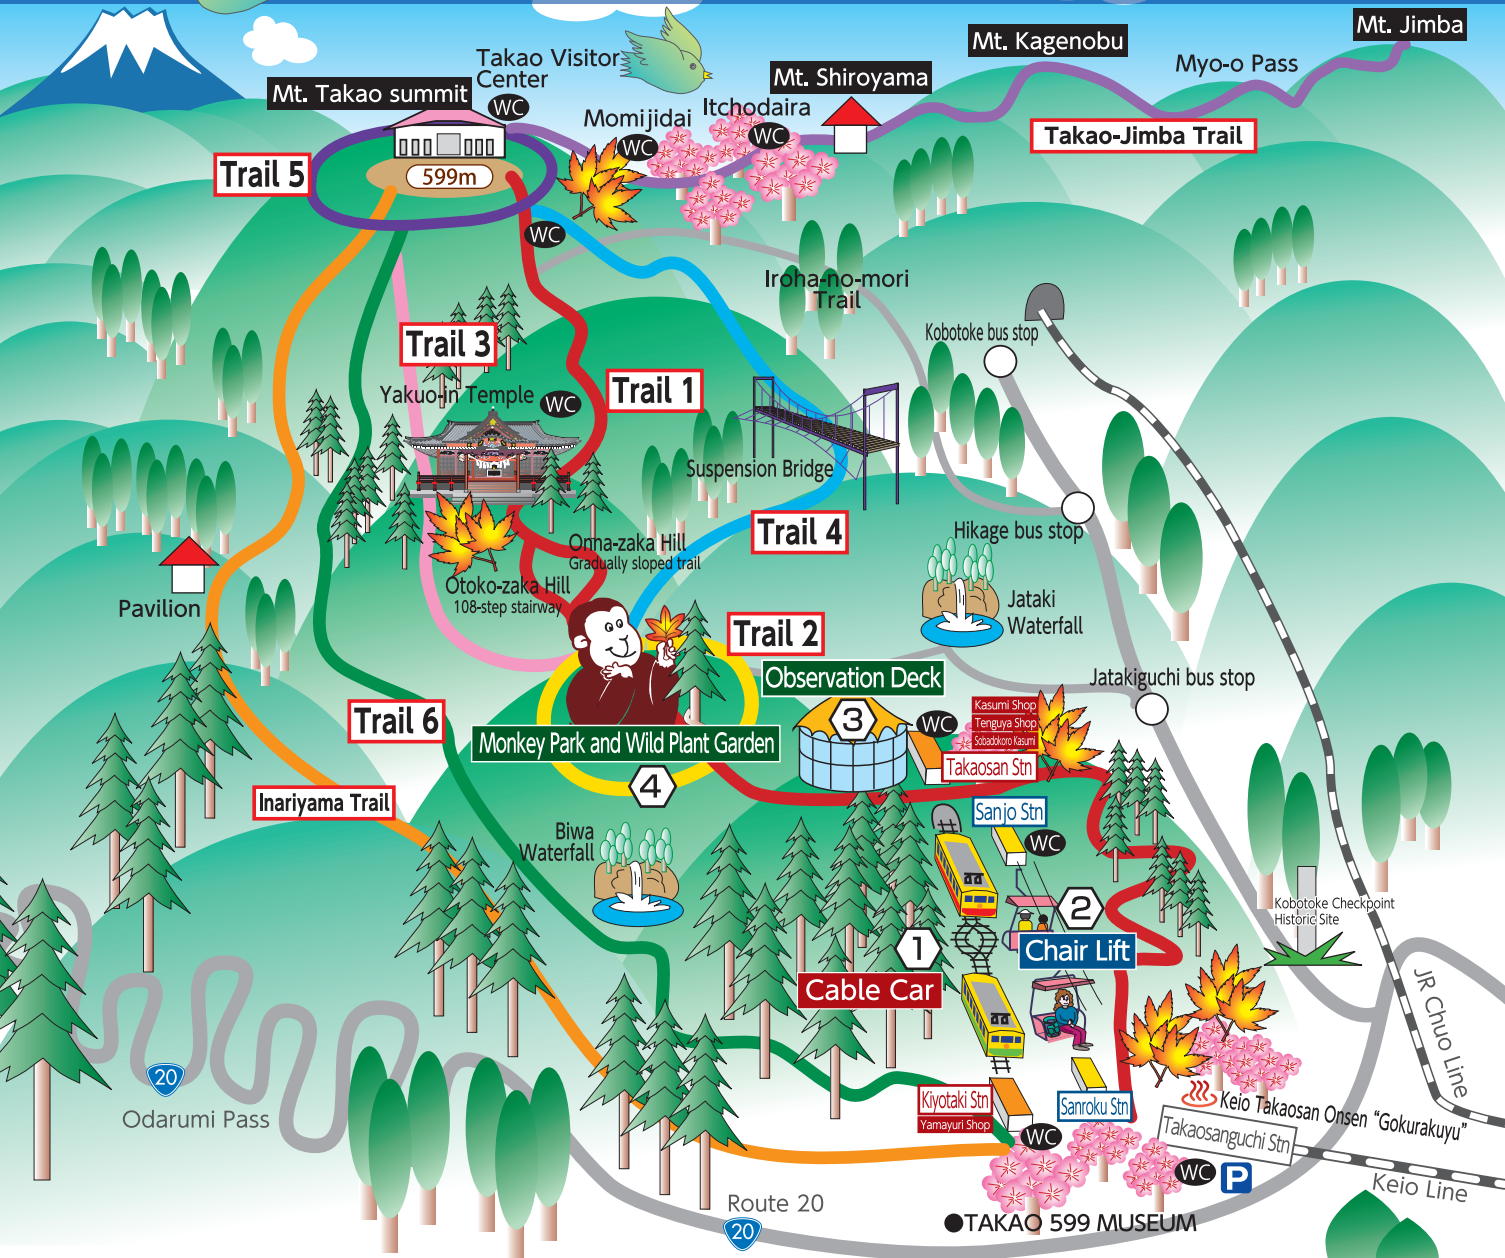 Mt. Jimba
Mt. Kagenobu
Myo-o Pass
Takao Visitor
Center
WC
Mt. Shiroyama
Mt. Takao summit
Momijidai
WC
Itchodaira
WC
Takao-Jimba Trail
Trail 5
599m
WC
Iroha-no-mori
Trail
Kobotoke bus stop
Trail 3
Trail 1
Yakuo-in Temple
WC
Suspension Bridge
Trail 4
Hikage bus stop
Onna-zaka Hill
Gradually sloped trail
Otoko-zaka Hill
108-step stairway
Pavilion
Jataki
Waterfall
Trail 2
Observation Deck
Jatakiguchi bus stop
3
WC
Kasumi Shop
Tenguya Shop
Sobadokoro Kasumi
Takaosan Stn
Trail 6
Monkey Park and Wild Plant Garden
4
Inariyama Trail
Sanjo Stn
WC
Biwa
Waterfall
2
Chair Lift
1
Cable Car
Kobotoke Checkpoint
Historic Site
JR Chuo Line
20
Odarumi Pass
Kiyotaki Stn
Yamayuri Shop
Sanroku Stn
Keio Takaosan Onsen “Gokurakuyu”
Takaosanguchi Stn
WC
WC
P
Keio Line
Route 20
20
●TAKAO 599 MUSEUM